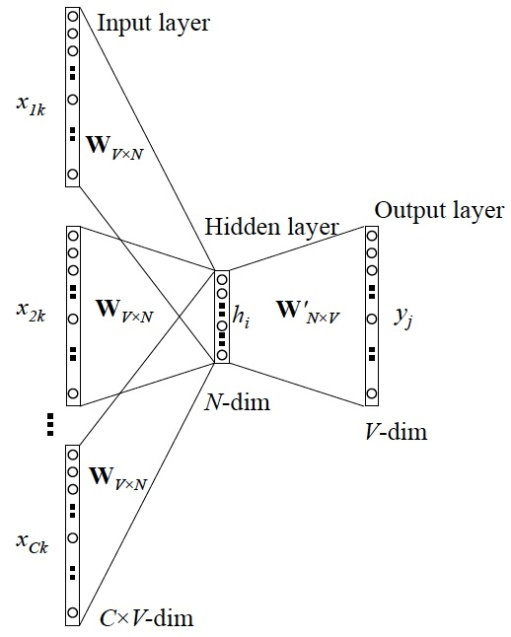 Input layer
x1k
WV×N
Hidden layer
Output layer
x2k
WV×N
hi
W'N×V
yj
N-dim
V-dim
WV×N
xCk
C×V-dim